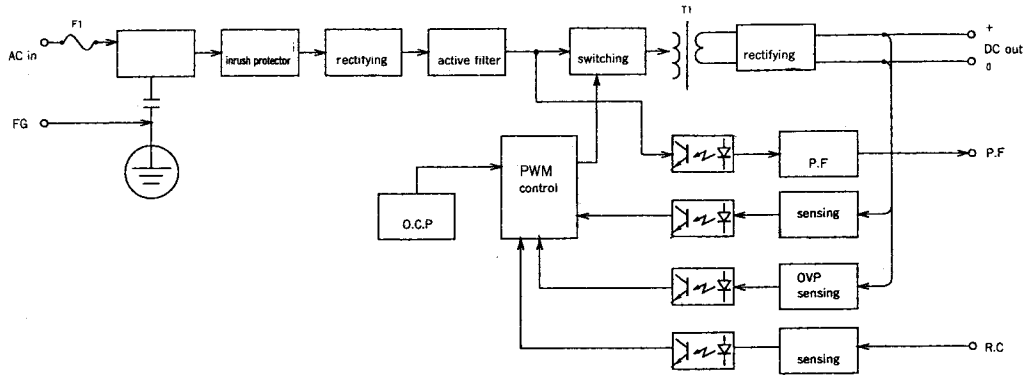 F1
T1
+
AC in
inrush protector
rectifying
active filter
switching
rectifying
DC out
0
FG
PWM
control
P.F
P.F
O.C.P
sensing
OVP
sensing
sensing
R.C